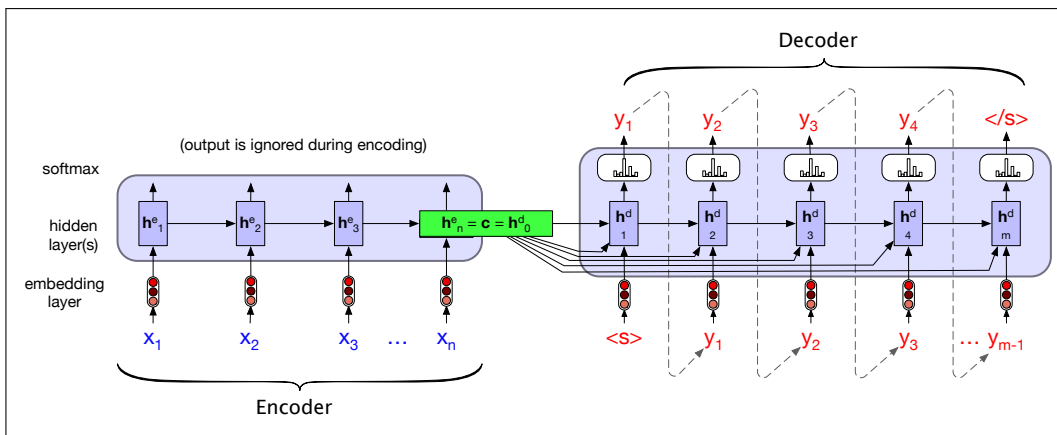 Decoder
y1 y2 y3 y4 </s>
(output is ignored during encoding)
softmax
hidden layer(s)
he1 he2 he3 hen = c = hd0 hd1 hd2 hd3 hd4 hdm
embedding layer
x1 x2 x3 … xn <s> y1 y2 y3 … ym-1
Encoder